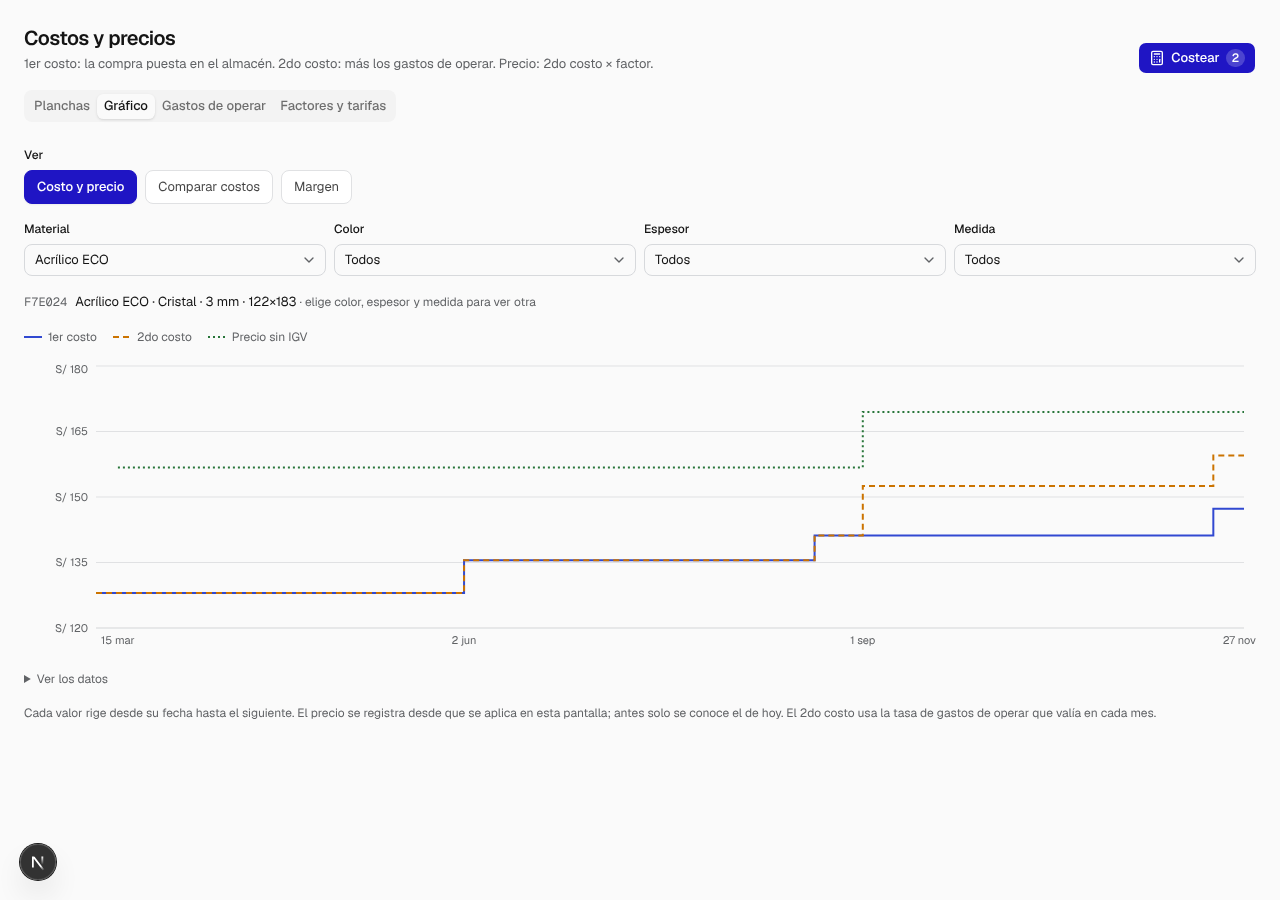 Costos y precios
1er costo: la compra puesta en el almacén. 2do costo: más los gastos de operar. Precio: 2do costo × factor.
Costear 2
Planchas Gráfico Gastos de operar Factores y tarifas
Ver
Costo y precio Comparar costos Margen
Material Color Espesor Medida
Acrílico ECO Todos Todos Todos
F7E024 Acrílico ECO · Cristal · 3 mm · 122×183 · elige color, espesor y medida para ver otra
1er costo 2do costo Precio sin IGV
S/ 180
S/ 165
S/ 150
S/ 135
S/ 120
15 mar 2 jun 1 sep 27 nov
Ver los datos
Cada valor rige desde su fecha hasta el siguiente. El precio se registra desde que se aplica en esta pantalla; antes solo se conoce el de hoy. El 2do costo usa la tasa de gastos de operar que valía en cada mes.
N